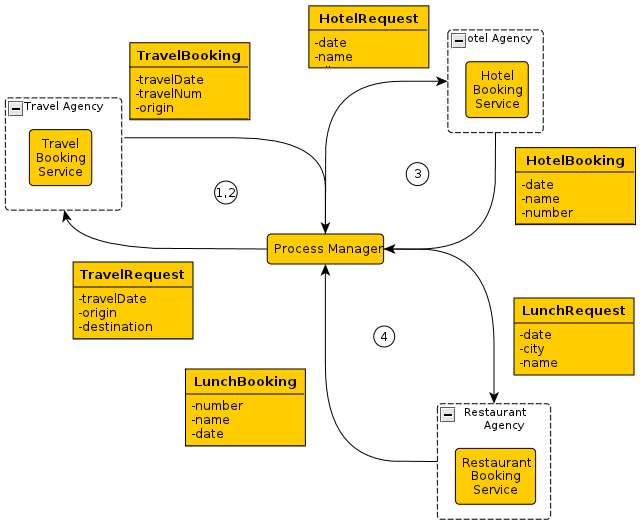 HotelRequest
-date
-name
TravelBooking
-travelDate
-travelNum
-origin
otel Agency
Hotel
Booking
Service
Travel Agency
Travel
Booking
Service
HotelBooking
-date
-name
-number
3
1,2
Process Manager
TravelRequest
-travelDate
-origin
-destination
LunchRequest
-date
-city
-name
4
LunchBooking
-number
-name
-date
Restaurant
Agency
Restaurant
Booking
Service